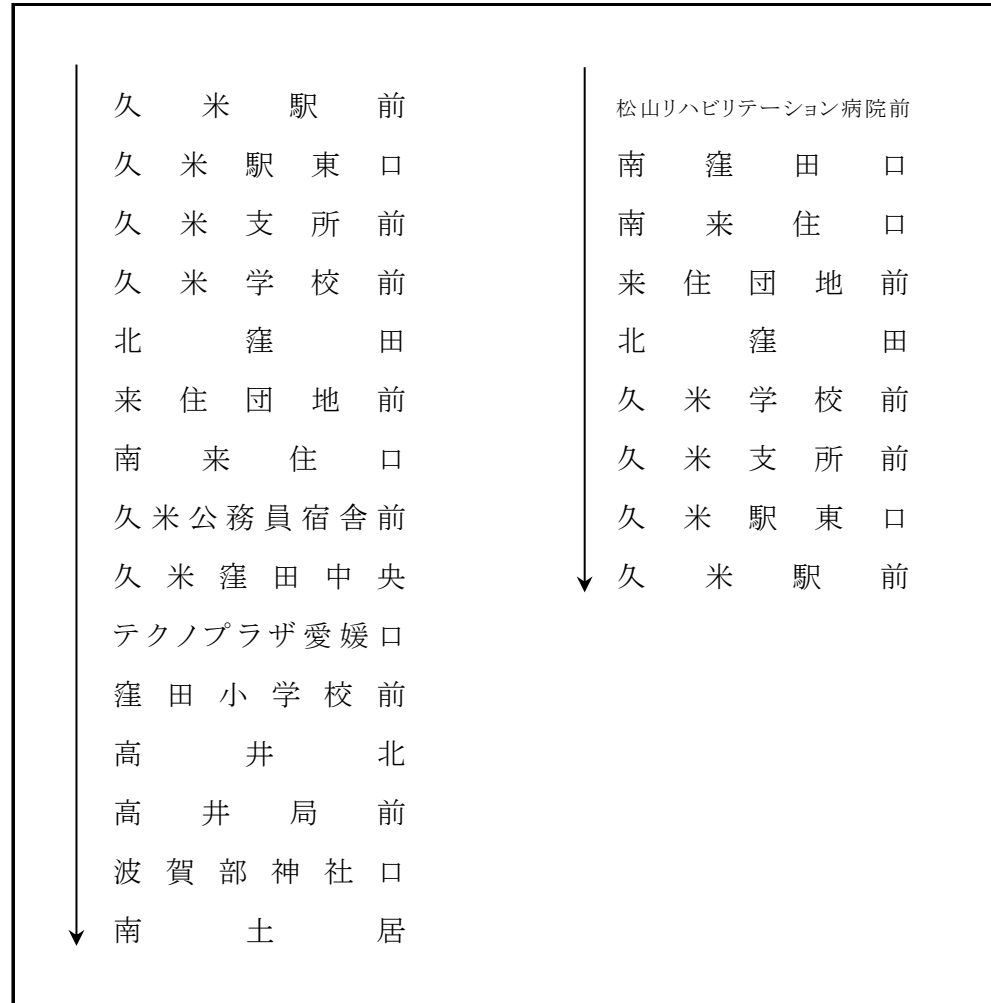 久米駅前
久米駅東口
久米支所前
久米学校前
北窪田
来住団地前
南来住口
久米公務員宿舎前
久米窪田中央
テクノプラザ愛媛口
窪田小学校前
高井北
高井局前
波賀部神社口
南土居
松山リハビリテーション病院前
南窪田口
南来住口
来住団地前
北窪田
久米学校前
久米支所前
久米駅東口
久米駅前